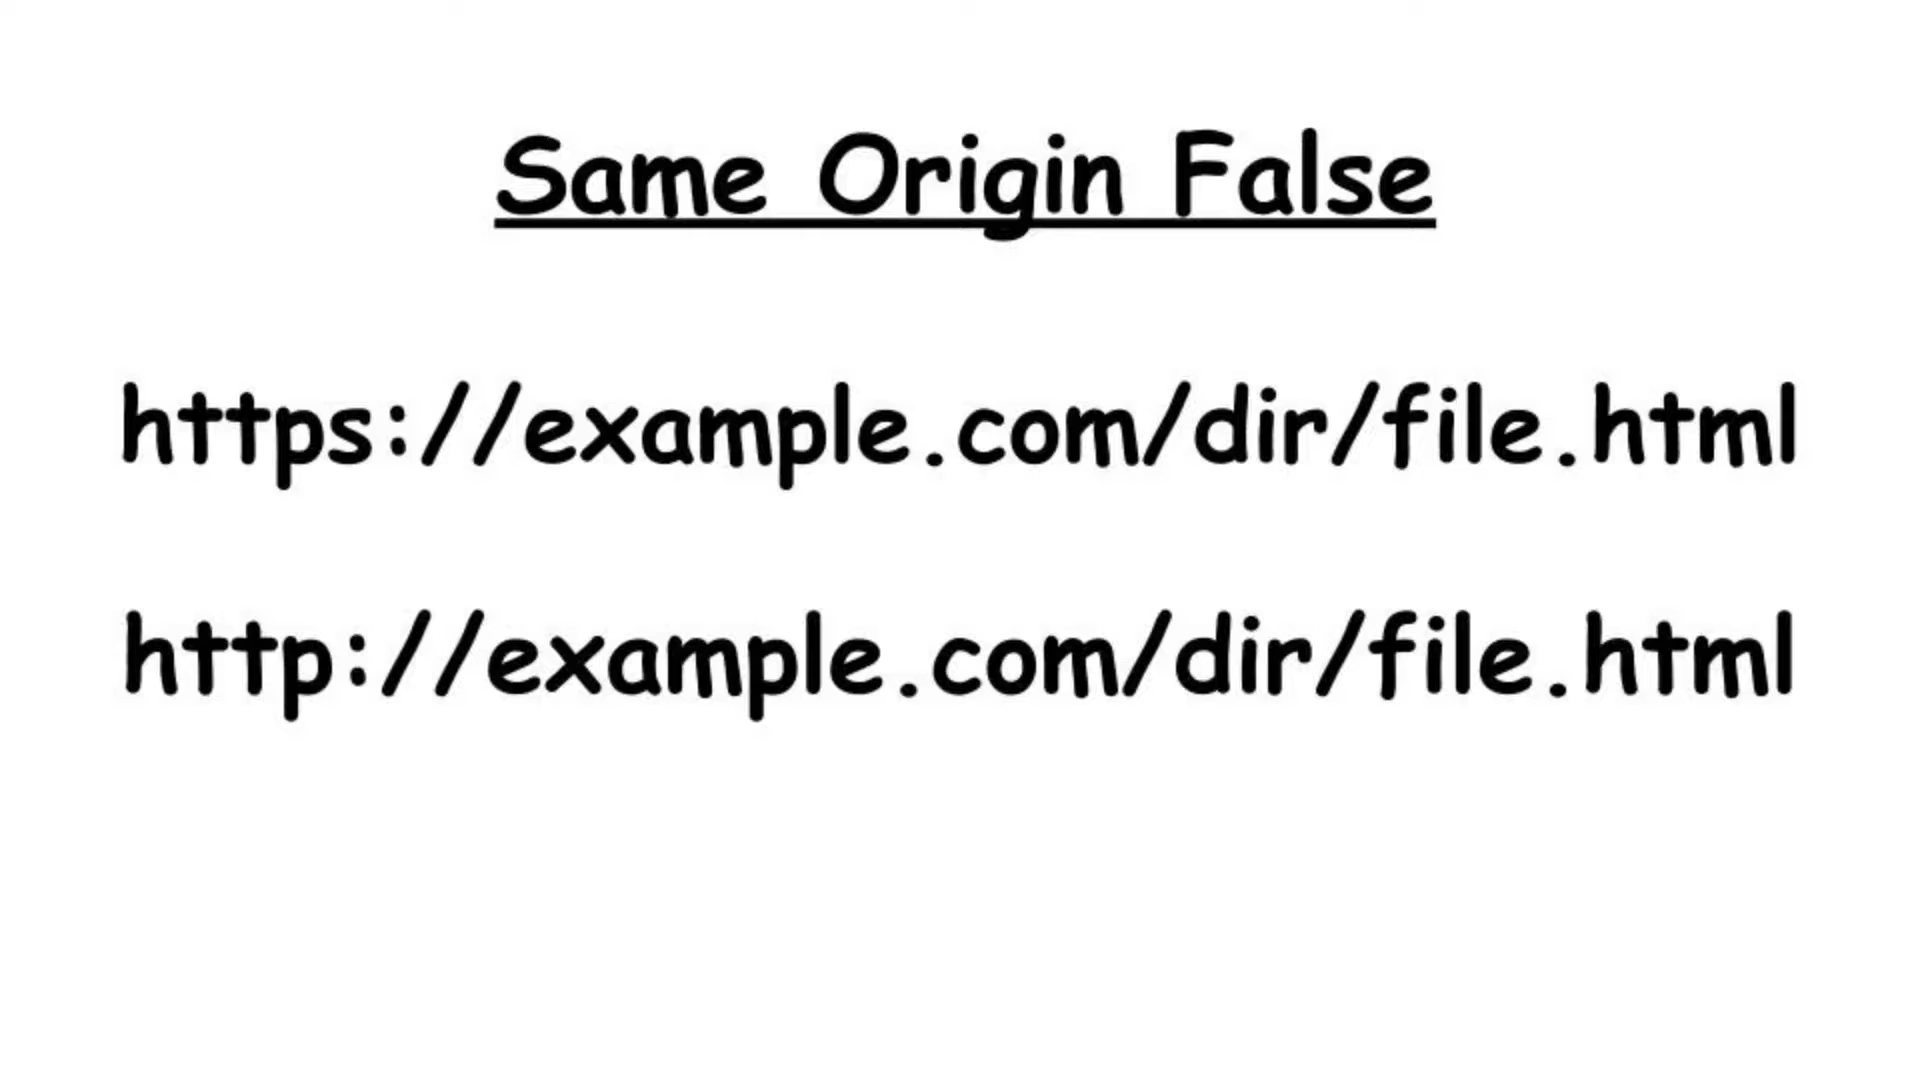 Same Origin False
https://example.com/dir/file.html
http://example.com/dir/file.html